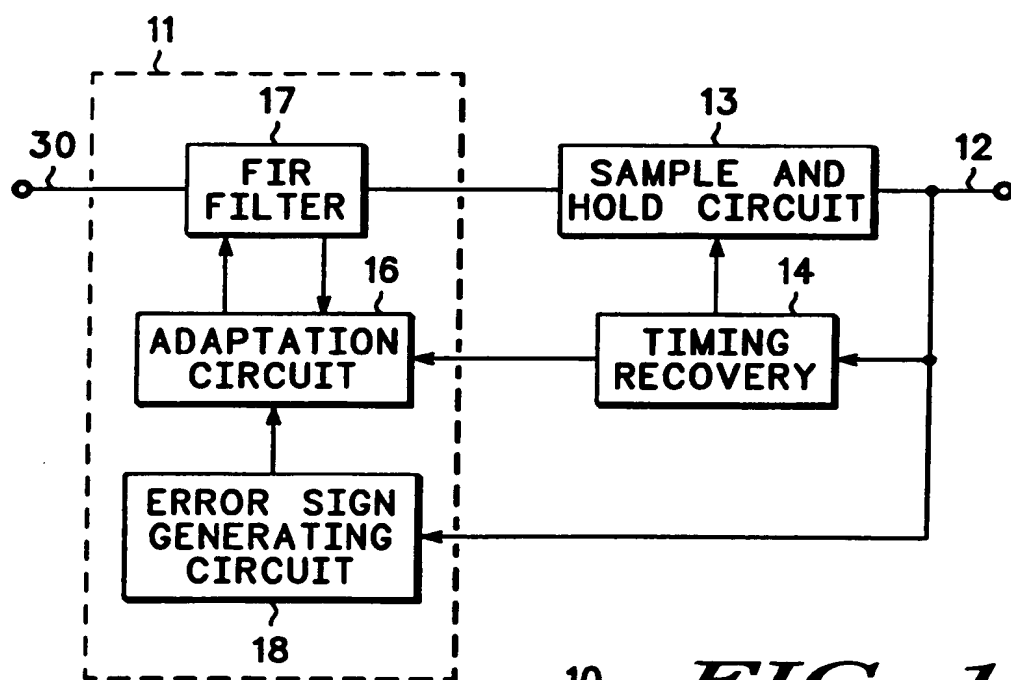 11
17
13
30
12
FIR
FILTER
SAMPLE AND
HOLD CIRCUIT
16
14
ADAPTATION
CIRCUIT
TIMING
RECOVERY
ERROR SIGN
GENERATING
CIRCUIT
18
10
FIG. 1